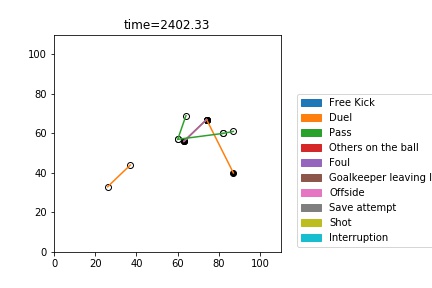 time=2402.33
100
80
60
40
20
0
0 20 40 60 80 100
Free Kick
Duel
Pass
Others on the ball
Foul
Goalkeeper leaving l
Offside
Save attempt
Shot
Interruption